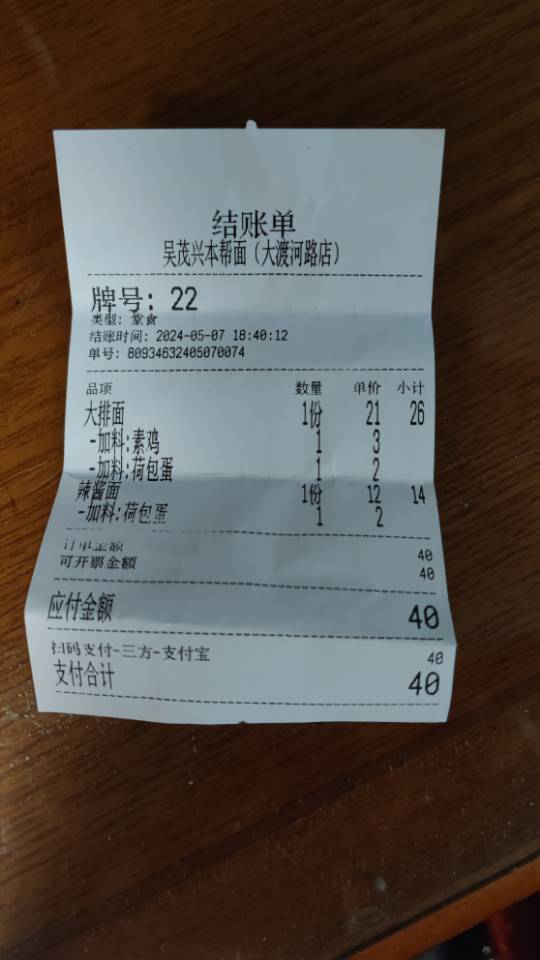 结账单
吴茂兴本帮面（大渡河路店）
牌号: 22
类型: 堂食
结账时间: 2024-05-07 18:40:12
单号: 80934632405070074
品项 数量 单价 小计
大排面 1份 21 26
-加料:素鸡 1 3
-加料:荷包蛋 1 2
辣酱面 1份 12 14
-加料:荷包蛋 1 2
订单金额 40
可开票金额 40
应付金额 40
扫码支付-三方-支付宝 40
支付合计 40